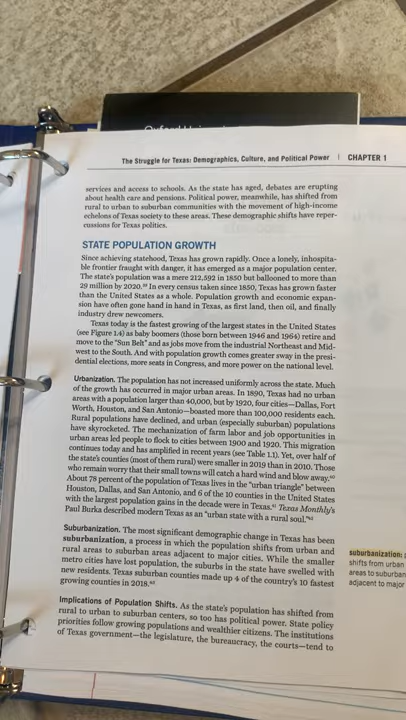 The Struggle for Texas: Demographics, Culture, and Political Power | CHAPTER 1
services and access to schools. As the state has aged, debates are erupting
about health care and pensions. Political power, meanwhile, has shifted from
rural to urban to suburban communities with the movement of high-income
echelons of Texas society to these areas. These demographic shifts have reper-
cussions for Texas politics.
STATE POPULATION GROWTH
Since achieving statehood, Texas has grown rapidly. Once a lonely, inhospita-
ble frontier fraught with danger, it has emerged as a major population center.
The state's population was a mere 212,592 in 1850 but ballooned to more than
29 million by 2020. In every census taken since 1850, Texas has grown faster
than the United States as a whole. Population growth and economic expan-
sion have often gone hand in hand in Texas, as first land, then oil, and finally
industry drew newcomers.
Texas today is the fastest growing of the largest states in the United States
(see Figure 1.4) as baby boomers (those born between 1946 and 1964) retire and
move to the "Sun Belt" and as jobs move from the industrial Northeast and Mid-
west to the South. And with population growth comes greater sway in the presi-
dential elections, more seats in Congress, and more power on the national level.
Urbanization. The population has not increased uniformly across the state. Much
of the growth has occurred in major urban areas. In 1890, Texas had no urban
areas with a population larger than 40,000, but by 1920, four cities—Dallas, Fort
Worth, Houston, and San Antonio—boasted more than 100,000 residents each.
Rural populations have declined, and urban (especially suburban) populations
have skyrocketed. The mechanization of farm labor and job opportunities in
urban areas led people to flock to cities between 1900 and 1920. This migration
continues today and has amplified in recent years (see Table 1.1). Yet, over half of
the state's counties (most of them rural) were smaller in 2019 than in 2010. Those
who remain worry that their small towns will catch a hard wind and blow away.
About 78 percent of the population of Texas lives in the "urban triangle" between
Houston, Dallas, and San Antonio, and 6 of the 10 counties in the United States
with the largest population gains in the decade were in Texas. Texas Monthly's
Paul Burka described modern Texas as an "urban state with a rural soul."
Suburbanization. The most significant demographic change in Texas has been
suburbanization, a process in which the population shifts from urban and
rural areas to suburban areas adjacent to major cities. While the smaller
metro cities have lost population, the suburbs in the state have swelled with
new residents. Texas suburban counties made up 4 of the country's 10 fastest
growing counties in 2018.
suburbanization:
shifts from urban
areas to suburban
adjacent to major
Implications of Population Shifts. As the state's population has shifted from
rural to urban to suburban centers, so too has political power. State policy
priorities follow growing populations and wealthier citizens. The institutions
of Texas government—the legislature, the bureaucracy, the courts—tend to